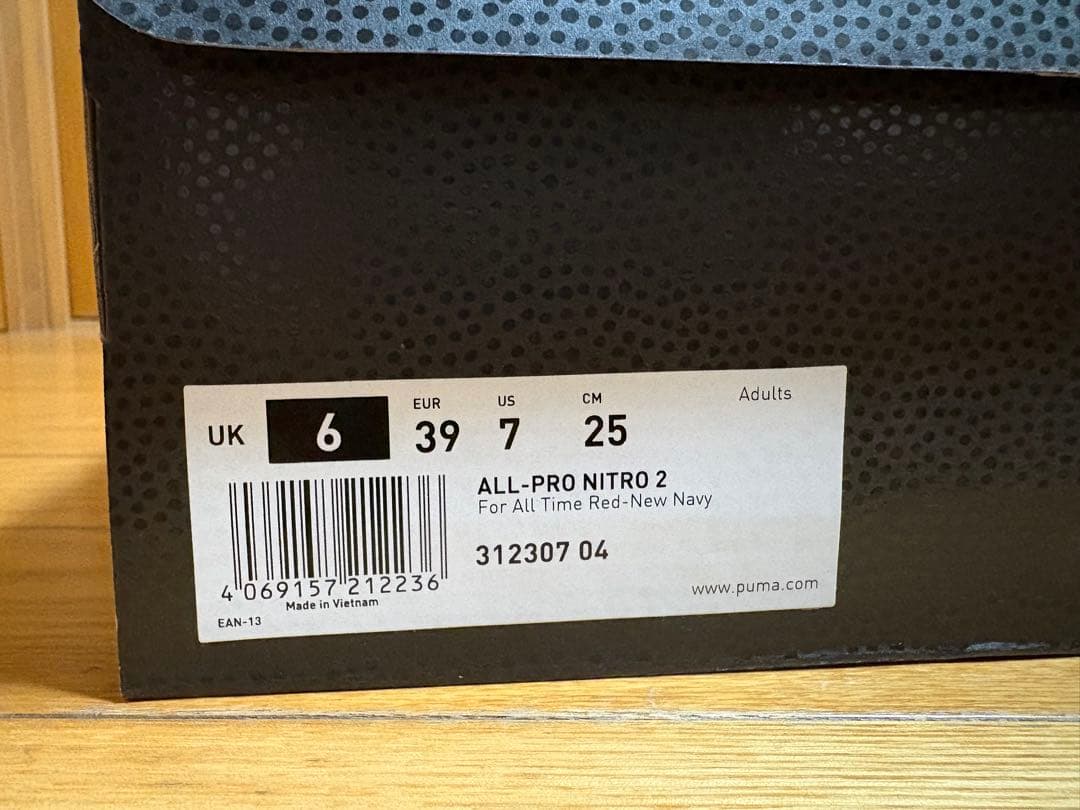 UK 6 EUR 39 US 7 CM 25 Adults
ALL-PRO NITRO 2
For All Time Red-New Navy
312307 04
4 069157 212236
Made in Vietnam
EAN-13
www.puma.com